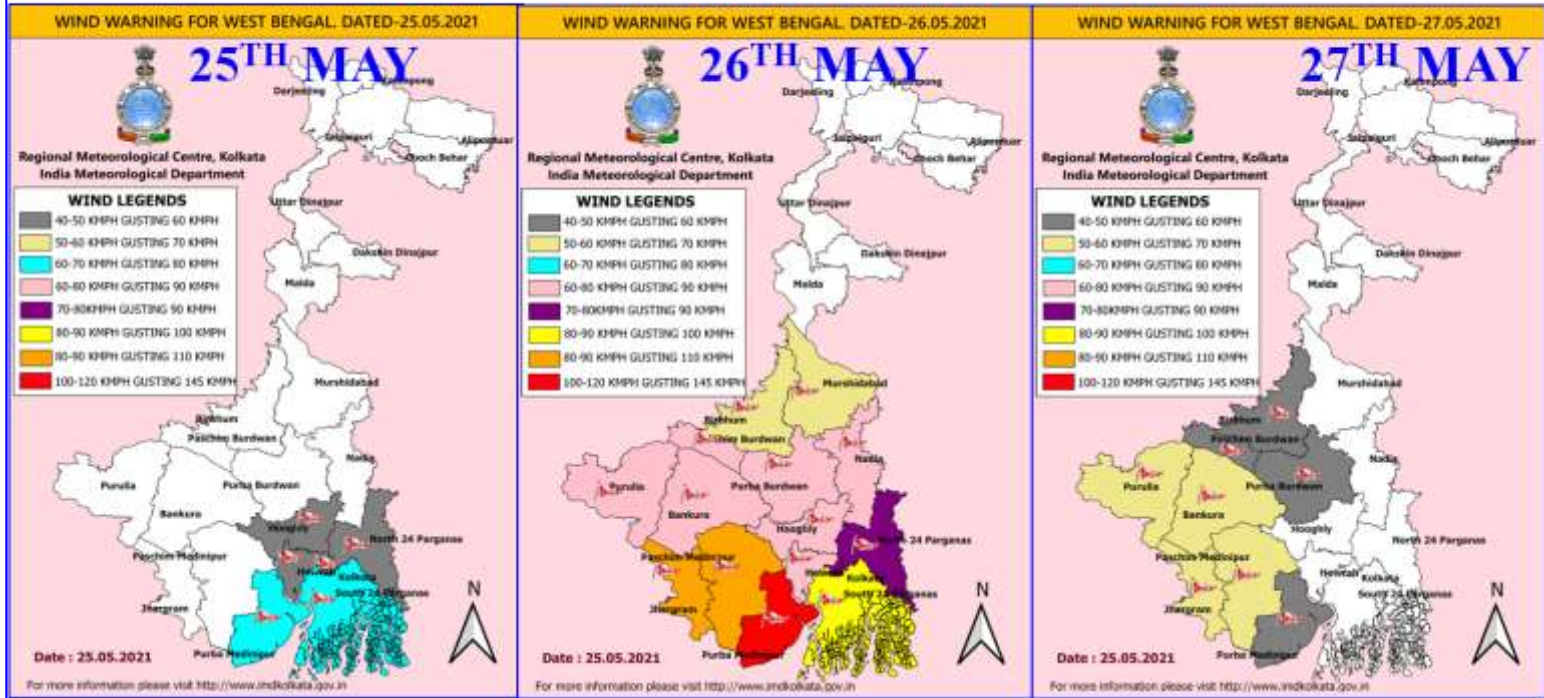 WIND WARNING FOR WEST BENGAL. DATED-25.05.2021
25TH MAY
Kalimpong
Darjeeling
Jalpaiguri
Alipurduar
Cooch Behar
Regional Meteorological Centre, Kolkata
India Meteorological Department
WIND LEGENDS
40-50 KMPH GUSTING 60 KMPH
50-60 KMPH GUSTING 70 KMPH
60-70 KMPH GUSTING 80 KMPH
60-80 KMPH GUSTING 90 KMPH
70-80KMPH GUSTING 90 KMPH
80-90 KMPH GUSTING 100 KMPH
80-90 KMPH GUSTING 110 KMPH
100-120 KMPH GUSTING 145 KMPH
Uttar Dinajpur
Dakshin Dinajpur
Malda
Murshidabad
Birbhum
Paschim Burdwan
Nadia
Purulia
Purba Burdwan
Bankura
Hooghly
North 24 Parganas
Paschim Medinipur
Howrah
Kolkata
South 24 Parganas
Jhargram
Purba Medinipur
N
Date : 25.05.2021
For more information please visit http://www.imdkolkata.gov.in
WIND WARNING FOR WEST BENGAL. DATED-26.05.2021
26TH MAY
Kalimpong
Darjeeling
Jalpaiguri
Alipurduar
Cooch Behar
Regional Meteorological Centre, Kolkata
India Meteorological Department
WIND LEGENDS
40-50 KMPH GUSTING 60 KMPH
50-60 KMPH GUSTING 70 KMPH
60-70 KMPH GUSTING 80 KMPH
60-80 KMPH GUSTING 90 KMPH
70-80KMPH GUSTING 90 KMPH
80-90 KMPH GUSTING 100 KMPH
80-90 KMPH GUSTING 110 KMPH
100-120 KMPH GUSTING 145 KMPH
Uttar Dinajpur
Dakshin Dinajpur
Malda
Murshidabad
Birbhum
Burdwan
Nadia
Purulia
Purba Burdwan
Bankura
Hooghly
North 24 Parganas
Paschim Medinipur
Howrah
Kolkata
South 24 Parganas
Jhargram
Purba Medinipur
N
Date : 25.05.2021
For more information please visit http://www.imdkolkata.gov.in
WIND WARNING FOR WEST BENGAL. DATED-27.05.2021
27TH MAY
Kalimpong
Darjeeling
Jalpaiguri
Alipurduar
Cooch Behar
Regional Meteorological Centre, Kolkata
India Meteorological Department
WIND LEGENDS
40-50 KMPH GUSTING 60 KMPH
50-60 KMPH GUSTING 70 KMPH
60-70 KMPH GUSTING 80 KMPH
60-80 KMPH GUSTING 90 KMPH
70-80KMPH GUSTING 90 KMPH
80-90 KMPH GUSTING 100 KMPH
80-90 KMPH GUSTING 110 KMPH
100-120 KMPH GUSTING 145 KMPH
Uttar Dinajpur
Dakshin Dinajpur
Malda
Murshidabad
Birbhum
Paschim Burdwan
Nadia
Purulia
Purba Burdwan
Bankura
Hooghly
North 24 Parganas
Paschim Medinipur
Howrah
Kolkata
South 24 Parganas
Jhargram
Purba Medinipur
N
Date : 25.05.2021
For more information please visit http://www.imdkolkata.gov.in